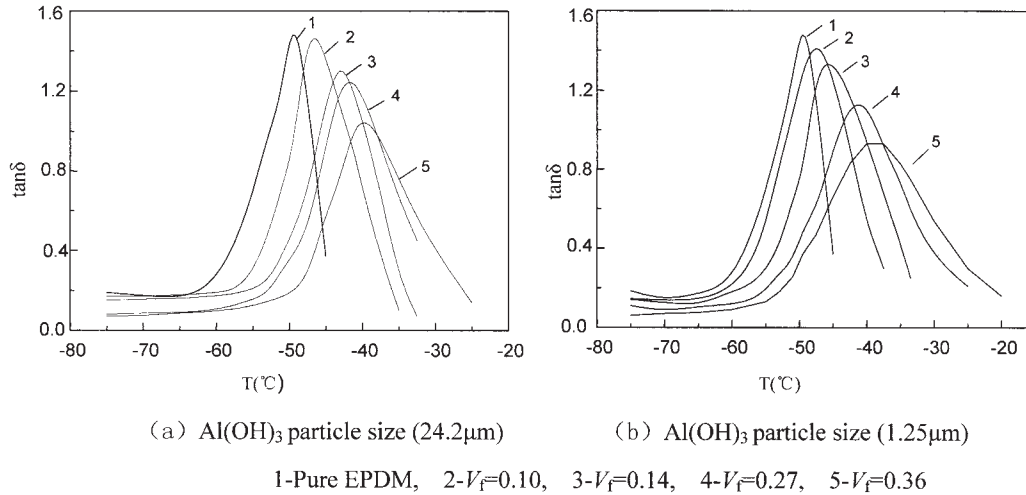 1.6
1.2
0.8
0.4
0.0
tanδ
1
2
3
4
5
-80 -70 -60 -50 -40 -30 -20
T(℃)
(a) Al(OH)₃ particle size (24.2μm)
1.6
1.2
0.8
0.4
0.0
tanδ
1
2
3
4
5
-80 -70 -60 -50 -40 -30 -20
T(℃)
(b) Al(OH)₃ particle size (1.25μm)
1-Pure EPDM, 2-Vf=0.10, 3-Vf=0.14, 4-Vf=0.27, 5-Vf=0.36